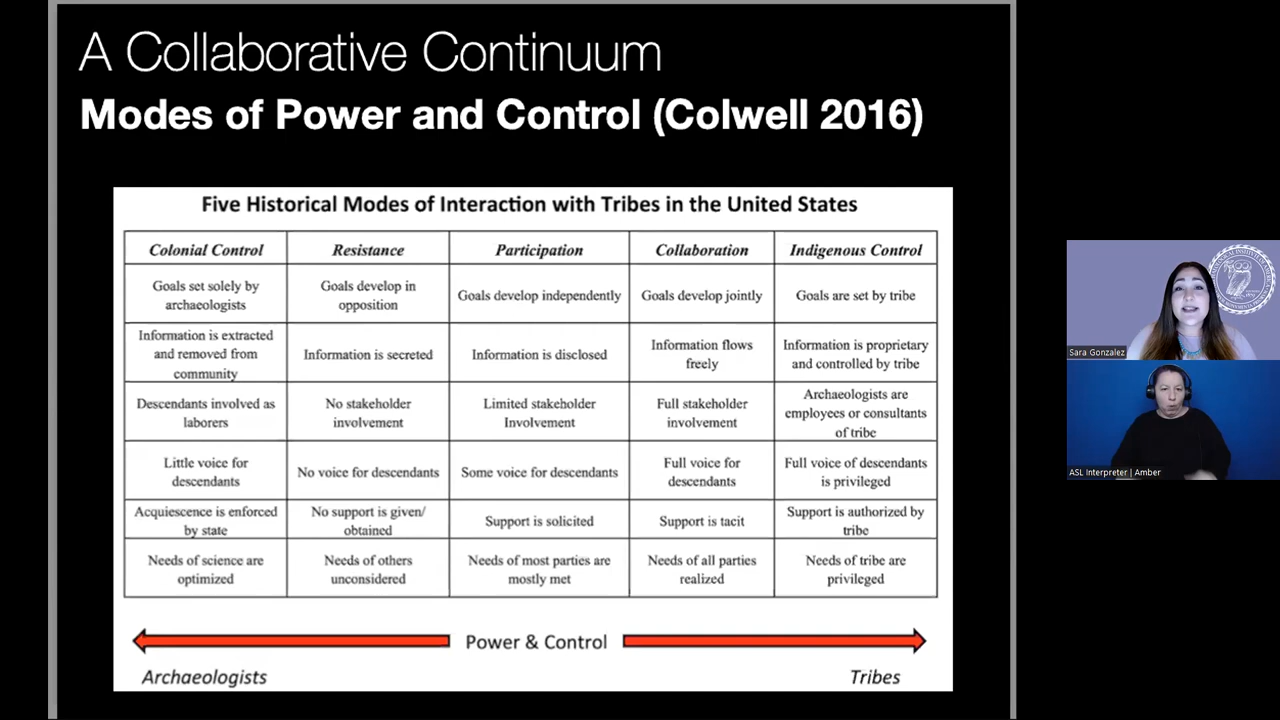 A Collaborative Continuum
Modes of Power and Control (Colwell 2016)
Five Historical Modes of Interaction with Tribes in the United States
Colonial Control
Resistance
Participation
Collaboration
Indigenous Control
Goals set solely by
archaeologists
Goals develop in
opposition
Goals develop independently
Goals develop jointly
Goals are set by tribe
Information is extracted
and removed from
community
Information is secreted
Information is disclosed
Information flows
freely
Information is proprietary
and controlled by tribe
Descendants involved as
laborers
No stakeholder
involvement
Limited stakeholder
Involvement
Full stakeholder
involvement
Archaeologists are
employees or consultants
of tribe
Little voice for
descendants
No voice for descendants
Some voice for descendants
Full voice for
descendants
Full voice of descendants
is privileged
Acquiescence is enforced
by state
No support is given/
obtained
Support is solicited
Support is tacit
Support is authorized by
tribe
Needs of science are
optimized
Needs of others
unconsidered
Needs of most parties are
mostly met
Needs of all parties
realized
Needs of tribe are
privileged
Power & Control
Archaeologists
Tribes
Sara Gonzalez
ASL Interpreter | Amber